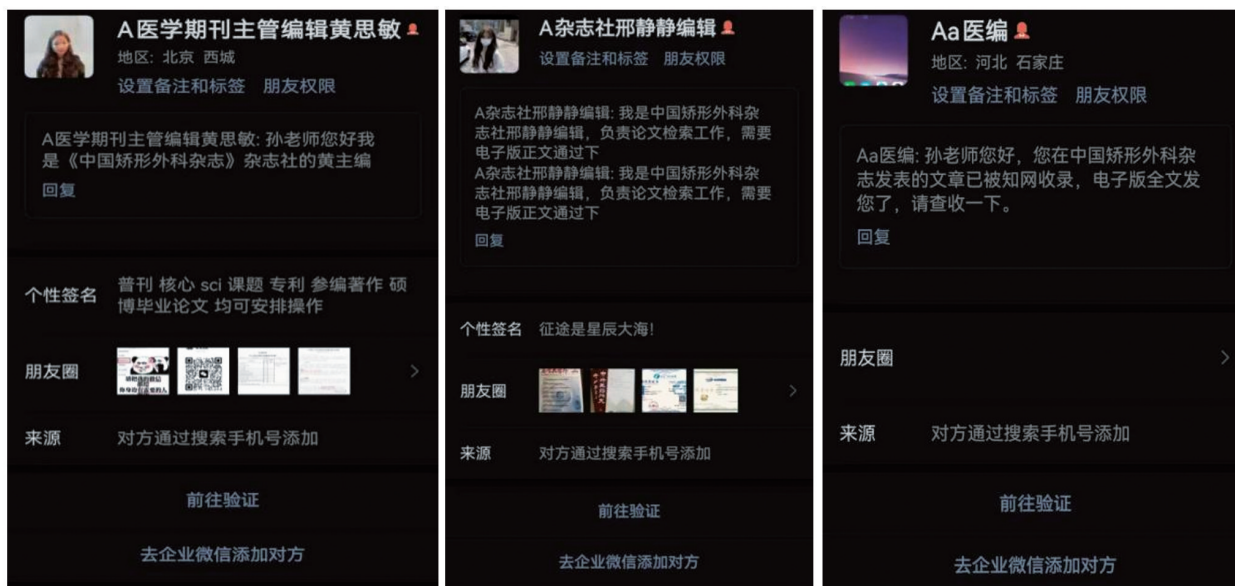 A医学期刊主管编辑黄思敏
地区: 北京 西城
设置备注和标签 朋友权限
A医学期刊主管编辑黄思敏: 孙老师您好我
是《中国矫形外科杂志》杂志社的黄主编
回复
个性签名
普刊 核心 sci 课题 专利 参编著作 硕
博毕业论文 均可安排操作
朋友圈
来源
对方通过搜索手机号添加
前往验证
去企业微信添加对方
A杂志社邢静静编辑
设置备注和标签 朋友权限
A杂志社邢静静编辑: 我是中国矫形外科杂
志社邢静静编辑，负责论文检索工作，需要
电子版正文通过下
A杂志社邢静静编辑: 我是中国矫形外科杂
志社邢静静编辑，负责论文检索工作，需要
电子版正文通过下
回复
个性签名
征途是星辰大海!
朋友圈
来源
对方通过搜索手机号添加
前往验证
去企业微信添加对方
Aa医编
地区: 河北 石家庄
设置备注和标签 朋友权限
Aa医编: 孙老师您好，您在中国矫形外科杂
志发表的文章已被知网收录，电子版全文发
您了，请查收一下。
回复
朋友圈
来源
对方通过搜索手机号添加
前往验证
去企业微信添加对方